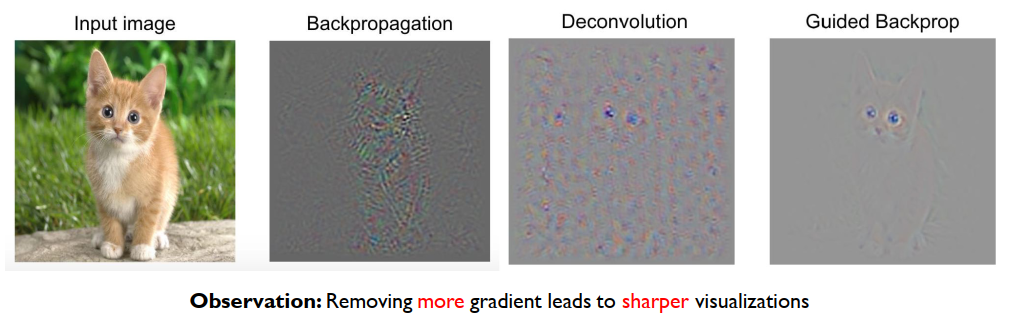 Input image
Backpropagation
Deconvolution
Guided Backprop
Observation: Removing more gradient leads to sharper visualizations